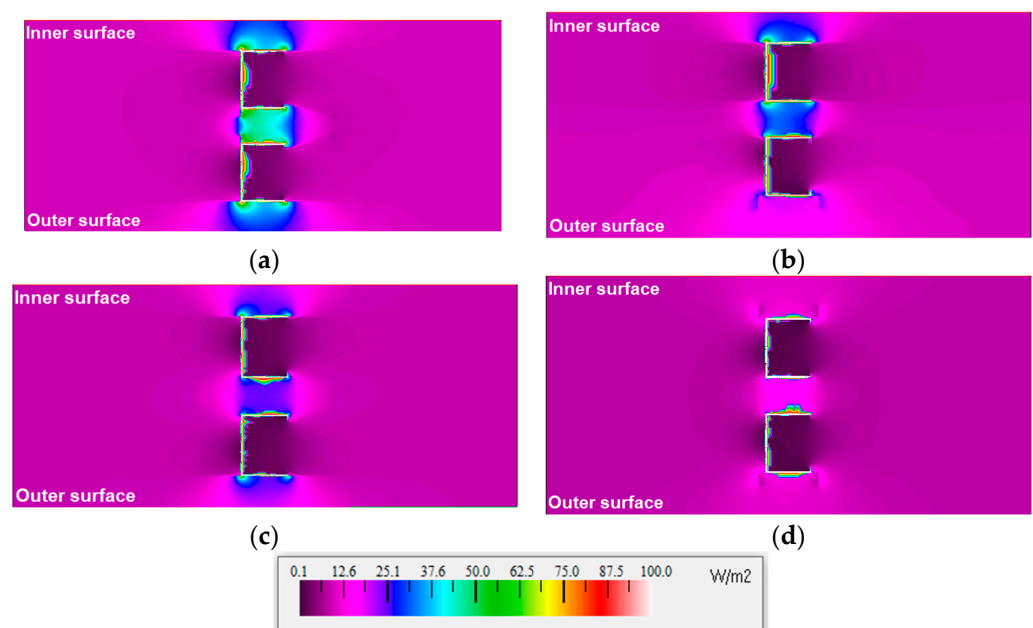 Inner surface
Outer surface
(a)
Inner surface
Outer surface
(b)
Inner surface
Outer surface
(c)
Inner surface
Outer surface
(d)
0.1 12.6 25.1 37.6 50.0 62.5 75.0 87.5 100.0 W/m2